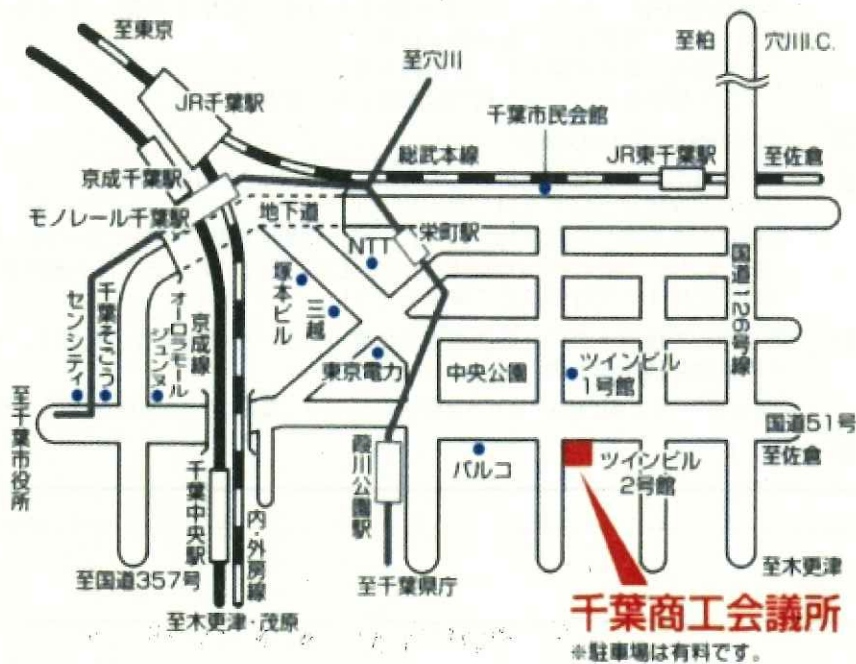 至東京
至柏
穴川I.C.
至穴川
JR千葉駅
千葉市民会館
総武本線
JR東千葉駅
至佐倉
京成千葉駅
モノレール千葉駅
地下道
栄町駅
NTT
国道126号線
塚本ビル
三越
センシティ
千葉そごう
オーロラモール
ジュンヌ
京成線
東京電力
中央公園
ツインビル
1号館
至千葉市役所
国道51号
至佐倉
パルコ
ツインビル
2号館
千葉中央駅
内・外房線
葭川公園駅
至国道357号
至千葉県庁
至木更津
至木更津・茂原
千葉商工会議所
※駐車場は有料です。